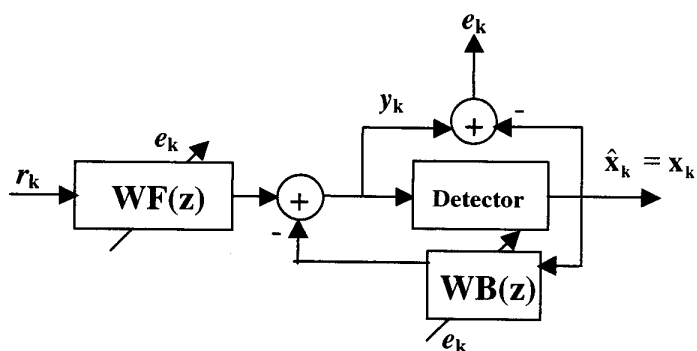 e_k
y_k
-
+
e_k
r_k
WF(z)
+
Detector
x̂_k = x_k
-
WB(z)
e_k